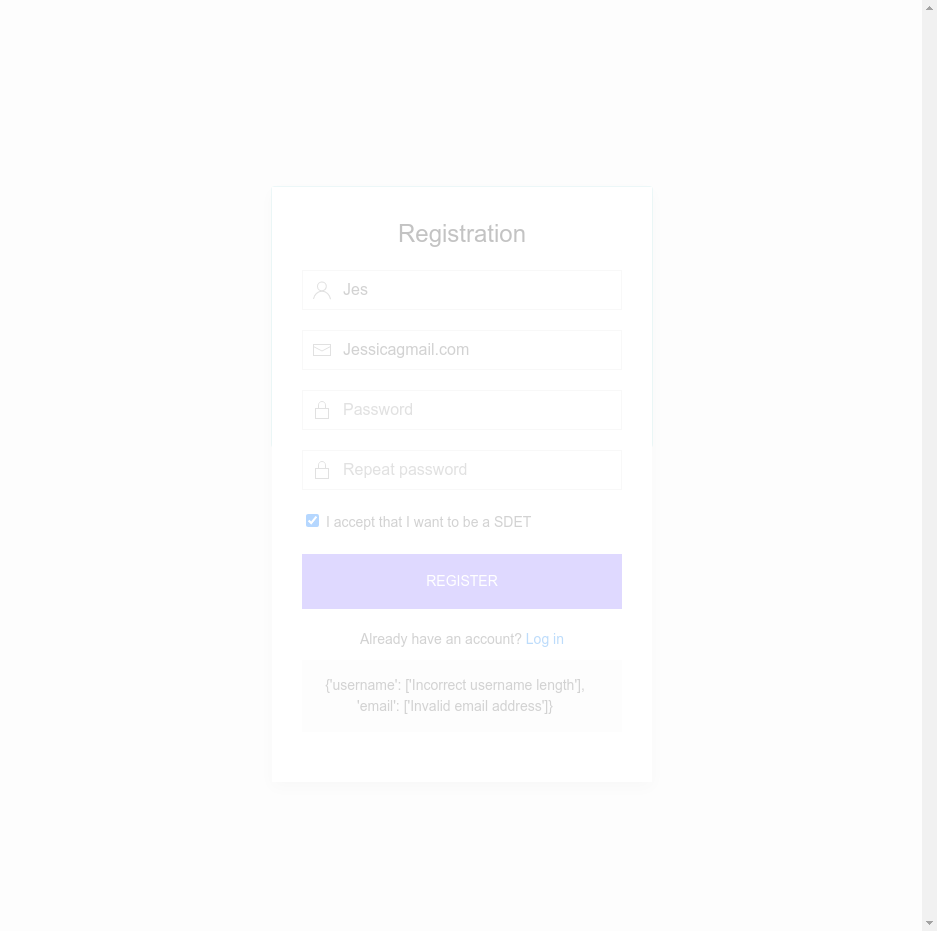 Registration
Jes
Jessicagmail.com
Password
Repeat password
I accept that I want to be a SDET
REGISTER
Already have an account? Log in
{'username': ['Incorrect username length'],
'email': ['Invalid email address']}